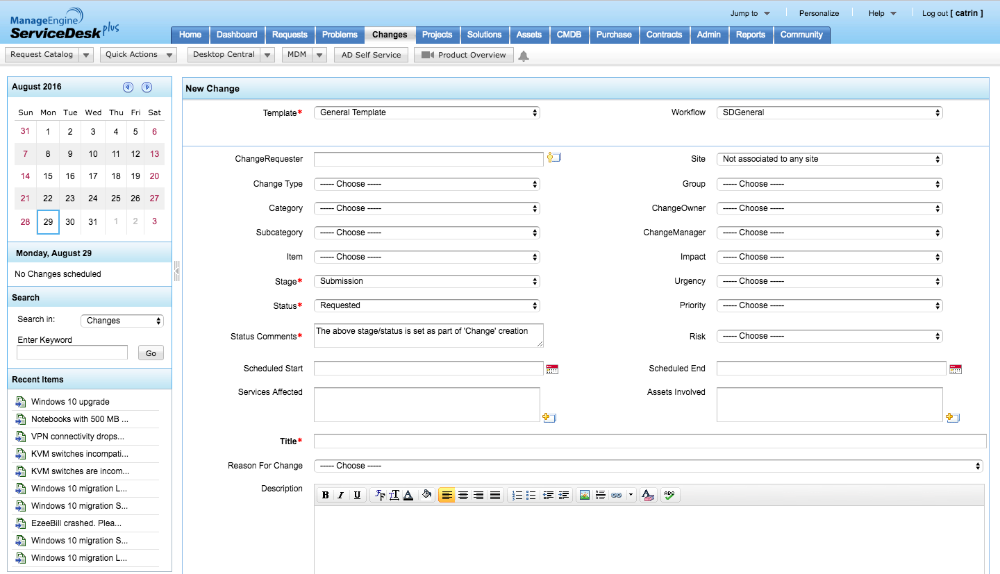 Jump to Personalize Help Log out [ catrin ]
ManageEngine
ServiceDesk plus
Home Dashboard Requests Problems Changes Projects Solutions Assets CMDB Purchase Contracts Admin Reports Community
Request Catalog Quick Actions Desktop Central MDM AD Self Service Product Overview
August 2016
Sun Mon Tue Wed Thu Fri Sat
31 1 2 3 4 5 6
7 8 9 10 11 12 13
14 15 16 17 18 19 20
21 22 23 24 25 26 27
28 29 30 31 1 2 3
Monday, August 29
No Changes scheduled
Search
Search in: Changes
Enter Keyword
Go
Recent Items
Windows 10 upgrade
Notebooks with 500 MB ...
VPN connectivity drops...
KVM switches incompati...
KVM switches are incom...
Windows 10 migration L...
Windows 10 migration S...
EzeeBill crashed. Plea...
Windows 10 migration S...
Windows 10 migration L...
New Change
Template* General Template Workflow SDGeneral
ChangeRequester Site Not associated to any site
Change Type ----- Choose ----- Group ----- Choose -----
Category ----- Choose ----- ChangeOwner ----- Choose -----
Subcategory ----- Choose ----- ChangeManager ----- Choose -----
Item ----- Choose ----- Impact ----- Choose -----
Stage* Submission Urgency ----- Choose -----
Status* Requested Priority ----- Choose -----
Status Comments* The above stage/status is set as part of 'Change' creation Risk ----- Choose -----
Scheduled Start Scheduled End
Services Affected Assets Involved
Title*
Reason For Change ----- Choose -----
Description
B I U F F T T A A ABC